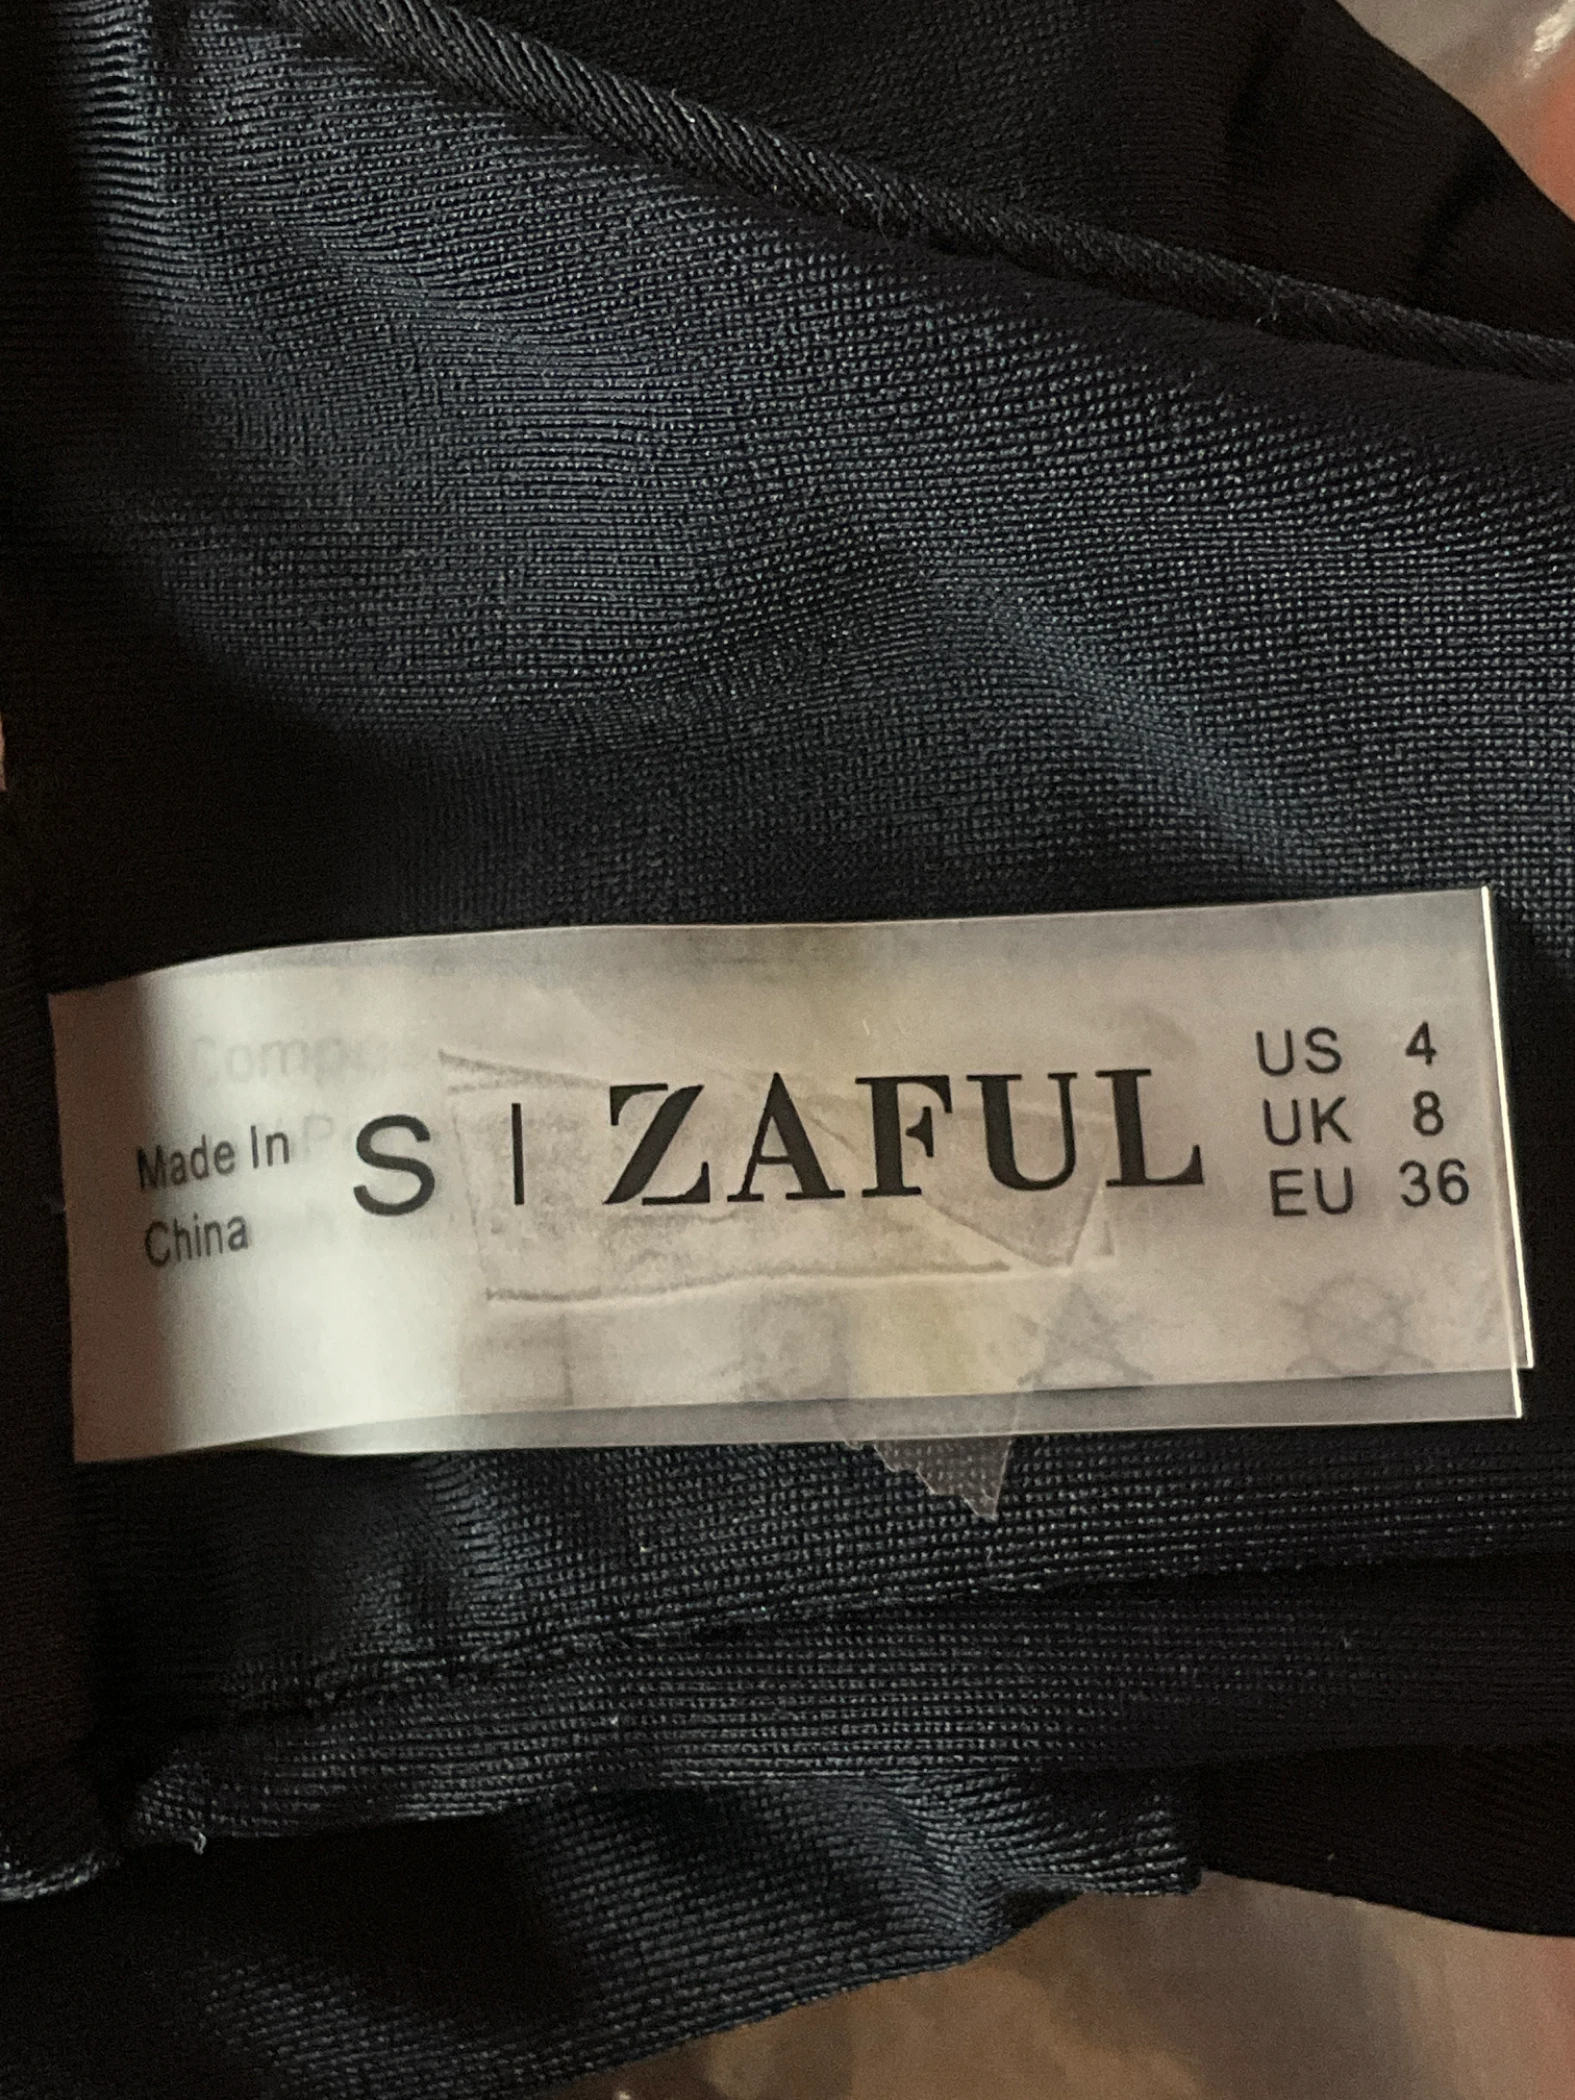 Made In
China
S | ZAFUL
US 4
UK 8
EU 36